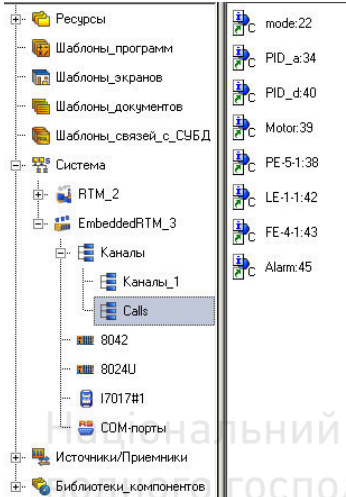 Ресурсы
Шаблоны_программ
Шаблоны_экранов
Шаблоны_документов
Шаблоны_связей_с_СУБД
Система
RTM_2
EmbeddedRTM_3
Каналы
Каналы_1
Calls
8042
8024U
I7017#1
COM-порты
Источники/Приемники
Библиотеки_компонентов
C mode:22
C PID_a:34
C PID_d:40
C Motor:39
C PE-5-1:38
C LE-1-1:42
C FE-4-1:43
C Alarm:45
Національний